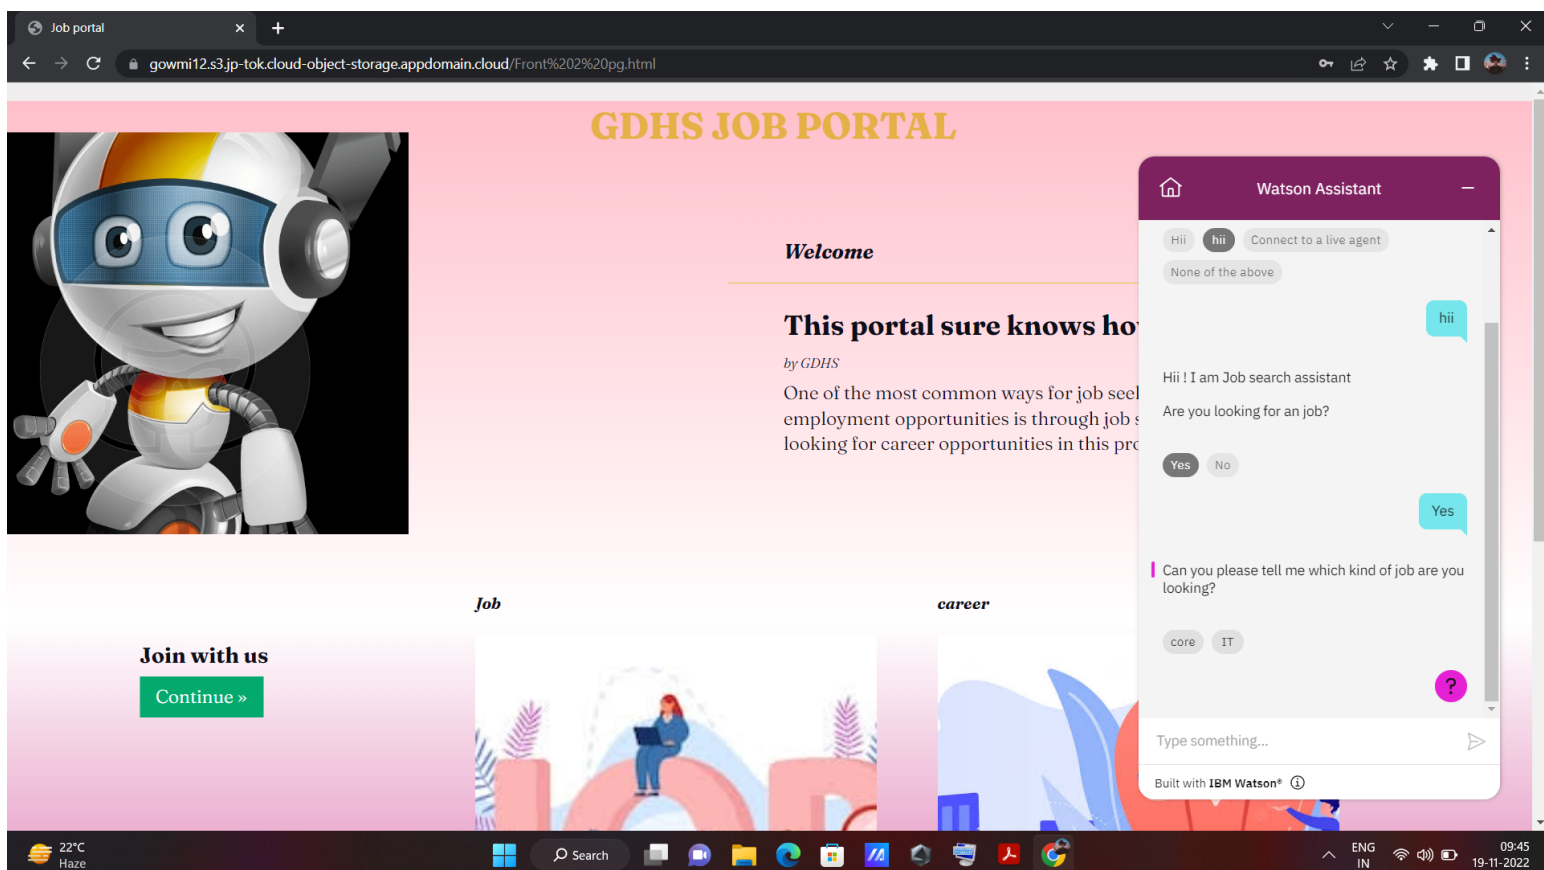 Job portal
gowmi12.s3.jp-tok.cloud-object-storage.appdomain.cloud/Front%202%20pg.html
GDHS JOB PORTAL
Welcome
This portal sure knows
by GDHS
One of the most common ways for job
employment opportunities is through job
looking for career opportunities in this
Job
career
Join with us
Continue »
Watson Assistant
Hii hii Connect to a live agent
None of the above
hii
Hii ! I am Job search assistant
Are you looking for an job?
Yes No
Yes
Can you please tell me which kind of job are you
looking?
core IT
?
Type something...
Built with IBM Watson®
22°C
Haze
Search
ENG
IN
09:45
19-11-2022